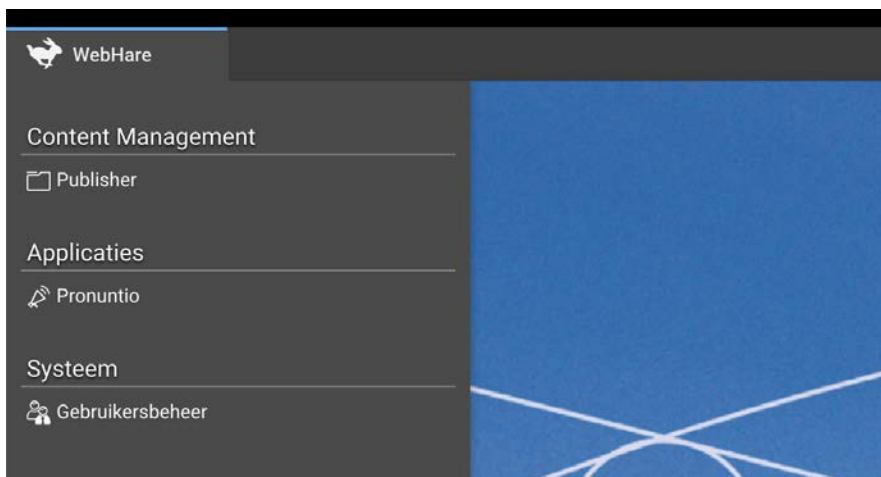 WebHare
Content Management
Publisher
Applicaties
Pronuntio
Systeem
Gebruikersbeheer